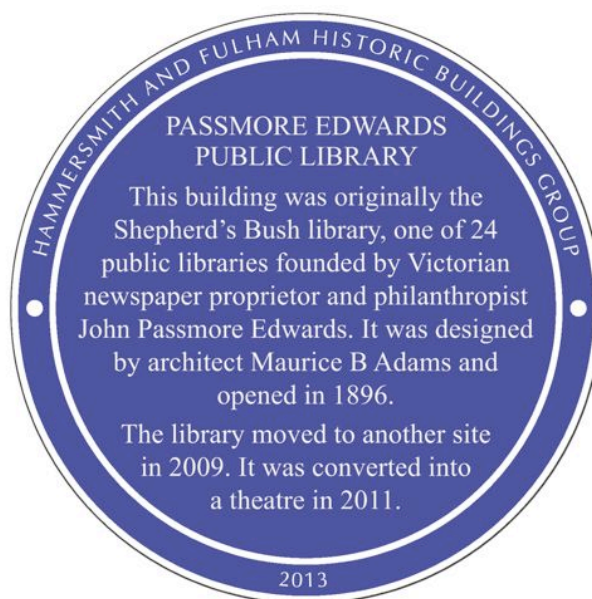 HAMMERSMITH AND FULHAM HISTORIC BUILDINGS GROUP
PASSMORE EDWARDS
PUBLIC LIBRARY
This building was originally the
Shepherd’s Bush library, one of 24
public libraries founded by Victorian
newspaper proprietor and philanthropist
John Passmore Edwards. It was designed
by architect Maurice B Adams and
opened in 1896.
The library moved to another site
in 2009. It was converted into
a theatre in 2011.
2013